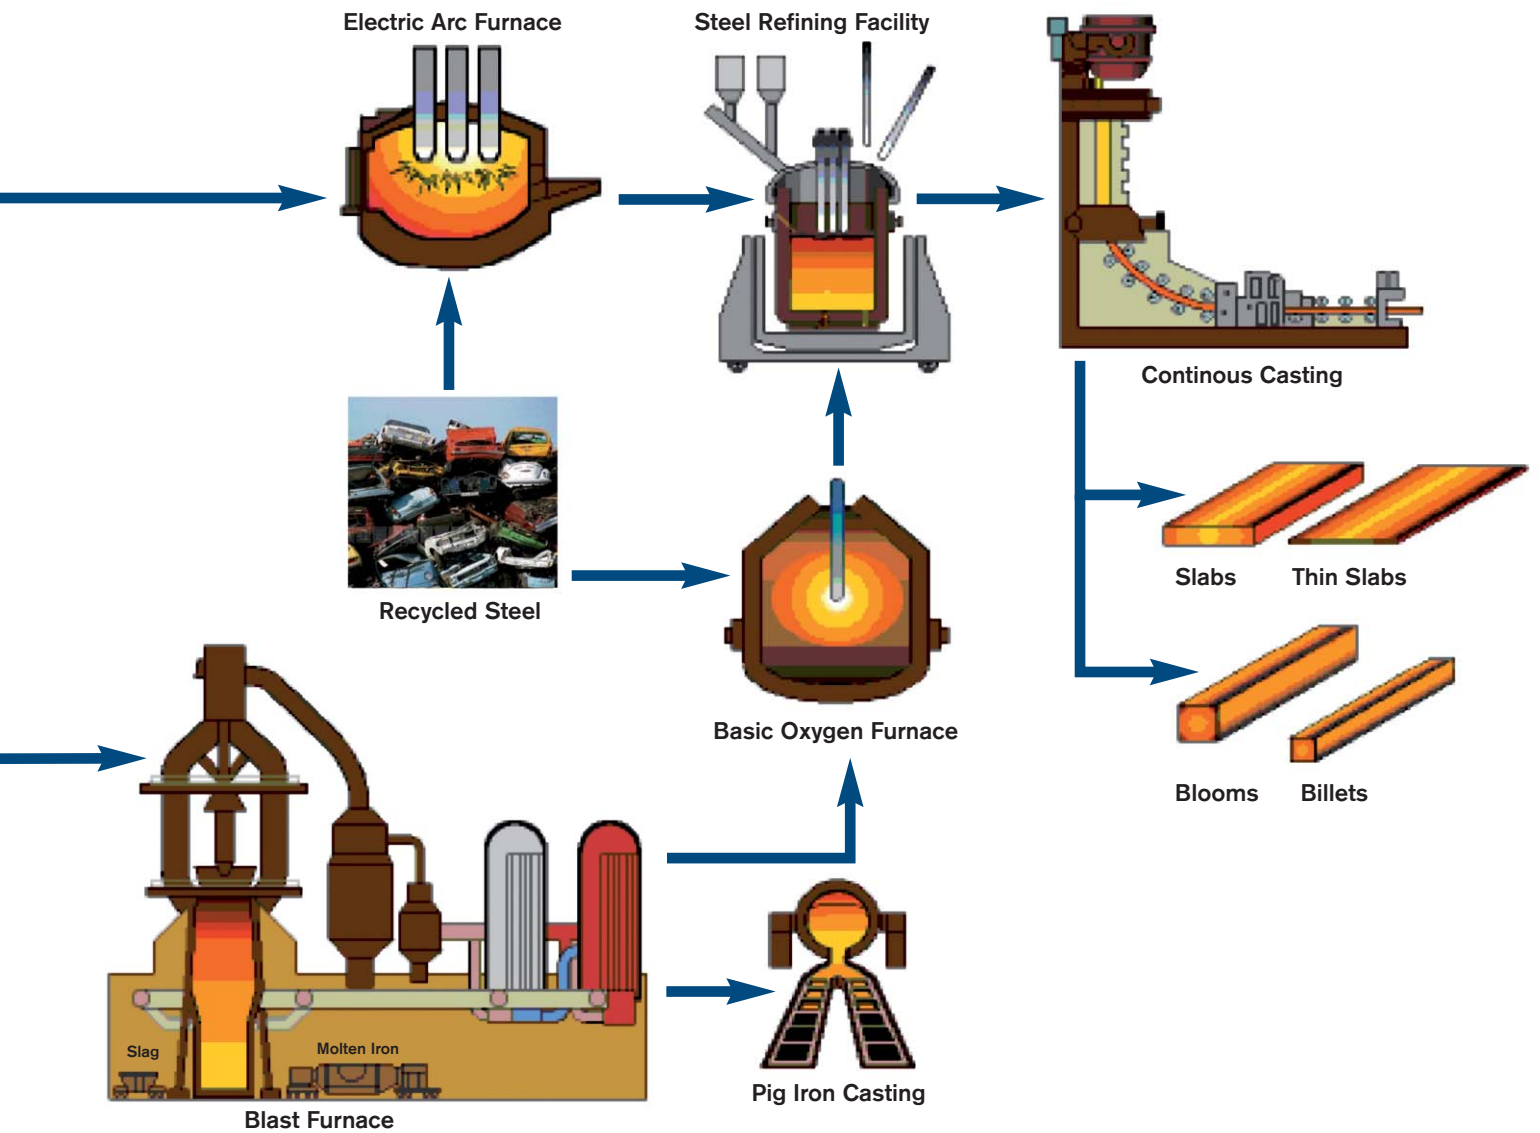 Electric Arc Furnace
Steel Refining Facility
Continous Casting
Recycled Steel
Slabs
Thin Slabs
Basic Oxygen Furnace
Blooms
Billets
Slag
Molten Iron
Pig Iron Casting
Blast Furnace